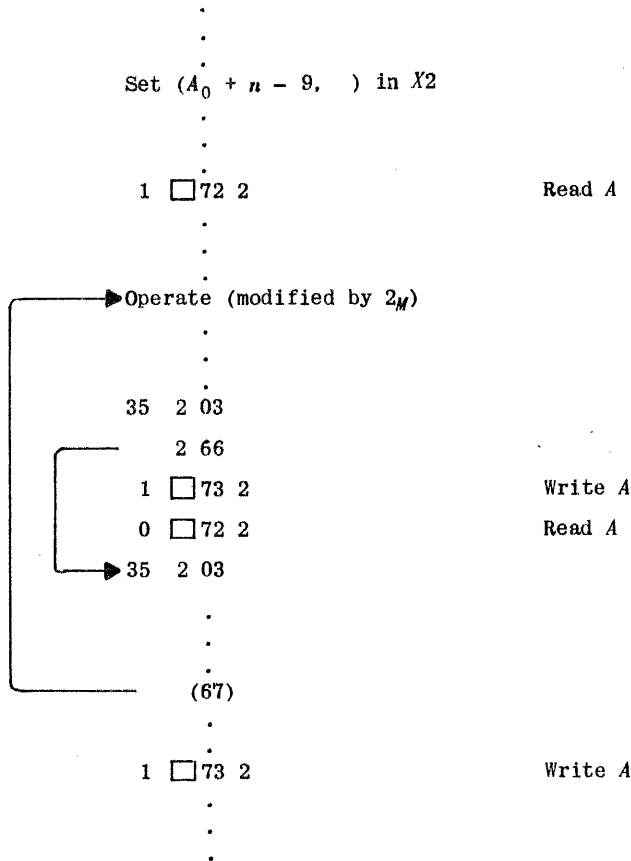 Set (A₀ + n − 9, ) in X2
1 □ 72 2 Read A
Operate (modified by 2M)
35 2 03
2 66
1 □ 73 2 Write A
0 □ 72 2 Read A
35 2 03
(67)
1 □ 73 2 Write A